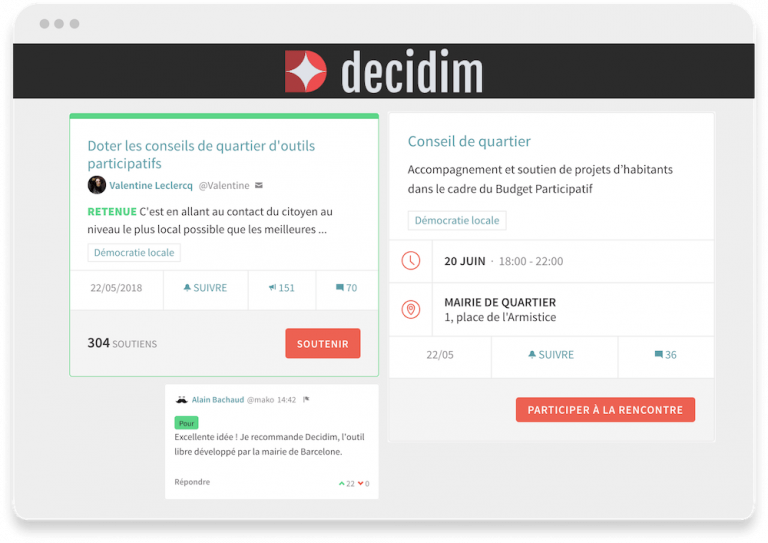 decidim
Doter les conseils de quartier d'outils
participatifs
Valentine Leclercq @Valentine
RETENUE C'est en allant au contact du citoyen au
niveau le plus local possible que les meilleures ...
Démocratie locale
22/05/2018 SUIVRE 151 70
304 SOUTIENS SOUTENIR
Alain Bachaud @mako 14:42
Pour
Excellente idée ! Je recommande Decidim, l'outil
libre développé par la mairie de Barcelone.
Répondre 22 0
Conseil de quartier
Accompagnement et soutien de projets d'habitants
dans le cadre du Budget Participatif
Démocratie locale
20 JUIN · 18:00 - 22:00
MAIRIE DE QUARTIER
1, place de l'Armistice
22/05 SUIVRE 36
PARTICIPER À LA RENCONTRE